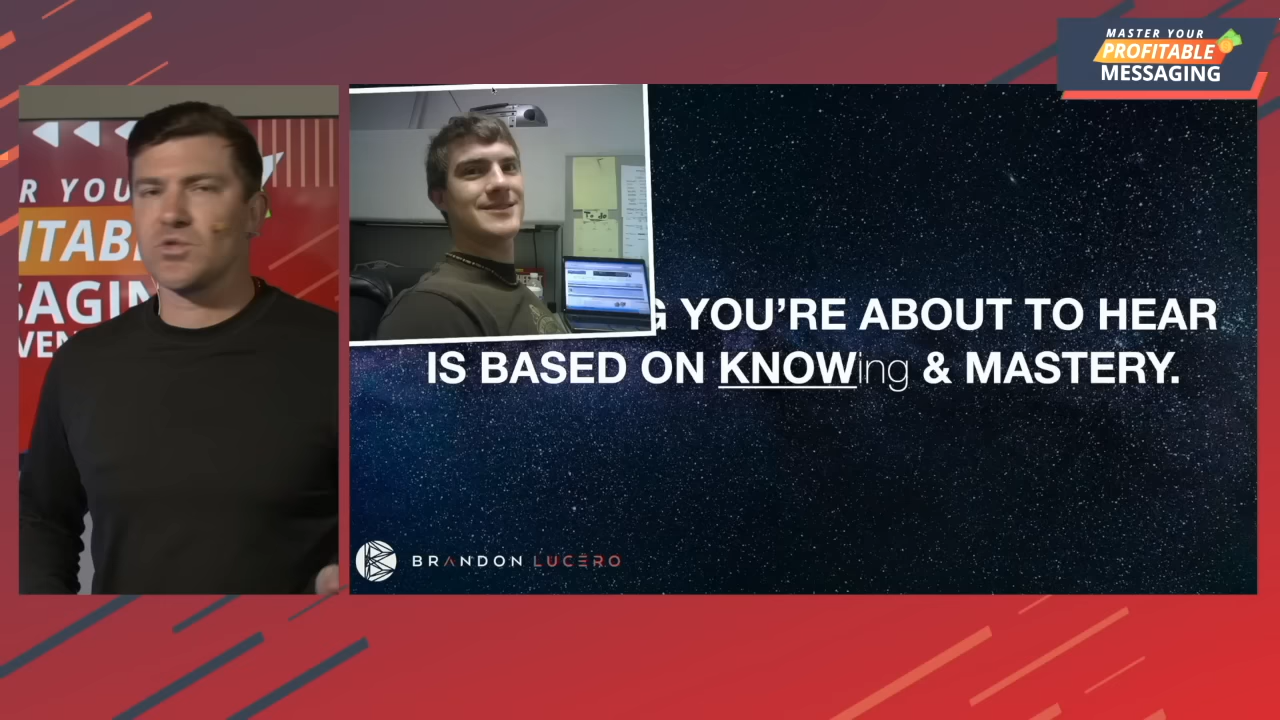 MASTER YOUR
PROFITABLE
MESSAGING
R YOU
ITAB
SAGIN
VEN
To do
G YOU'RE ABOUT TO HEAR
IS BASED ON KNOWing & MASTERY.
BRANDON LUCERO